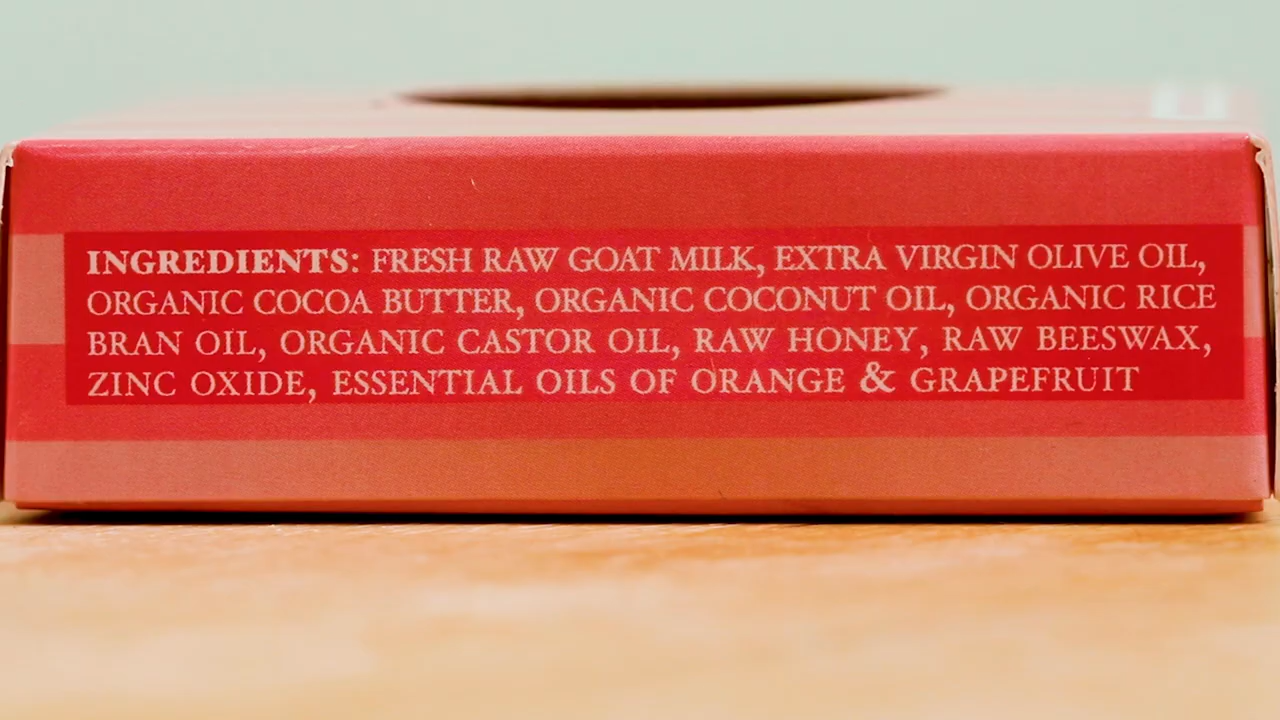 INGREDIENTS: FRESH RAW GOAT MILK, EXTRA VIRGIN OLIVE OIL,
ORGANIC COCOA BUTTER, ORGANIC COCONUT OIL, ORGANIC RICE
BRAN OIL, ORGANIC CASTOR OIL, RAW HONEY, RAW BEESWAX,
ZINC OXIDE, ESSENTIAL OILS OF ORANGE & GRAPEFRUIT